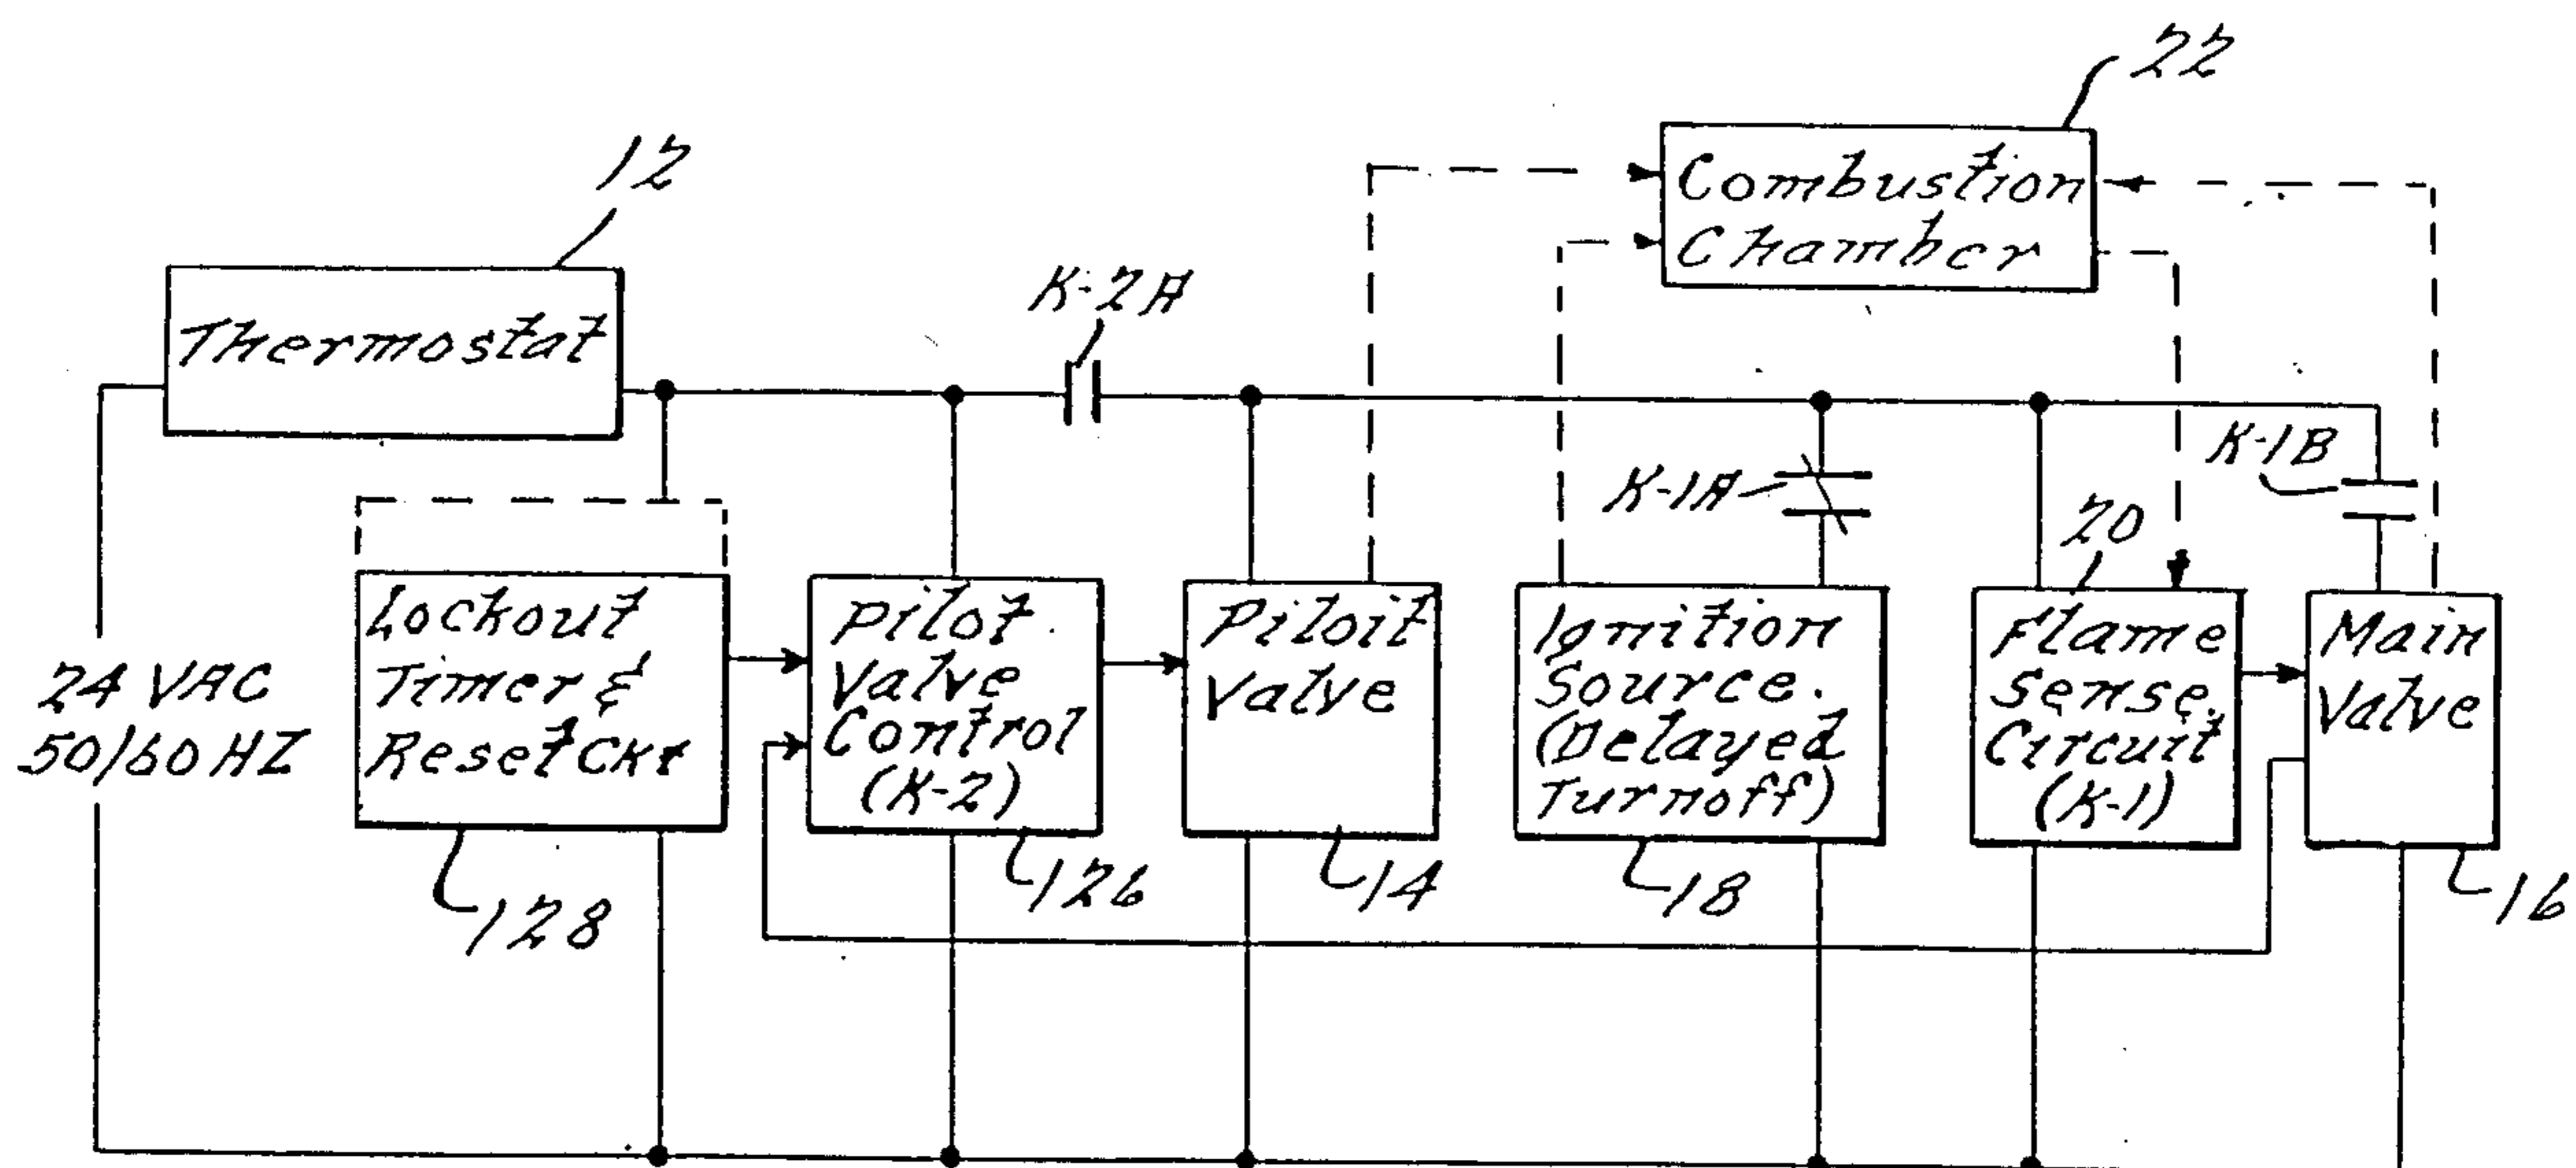 22
12
Combustion
Chamber
K-2A
Thermostat
K-1A
K-1B
20
Lockout
Timer &
Reset Ckt
Pilot
Valve
Control
(K-2)
Piloit
Valve
Ignition
Source.
(Delayed
Turnoff)
Flame
Sense.
Circuit
(K-1)
Main
Valve
24 VAC
50/60 HZ
128
126
14
18
16